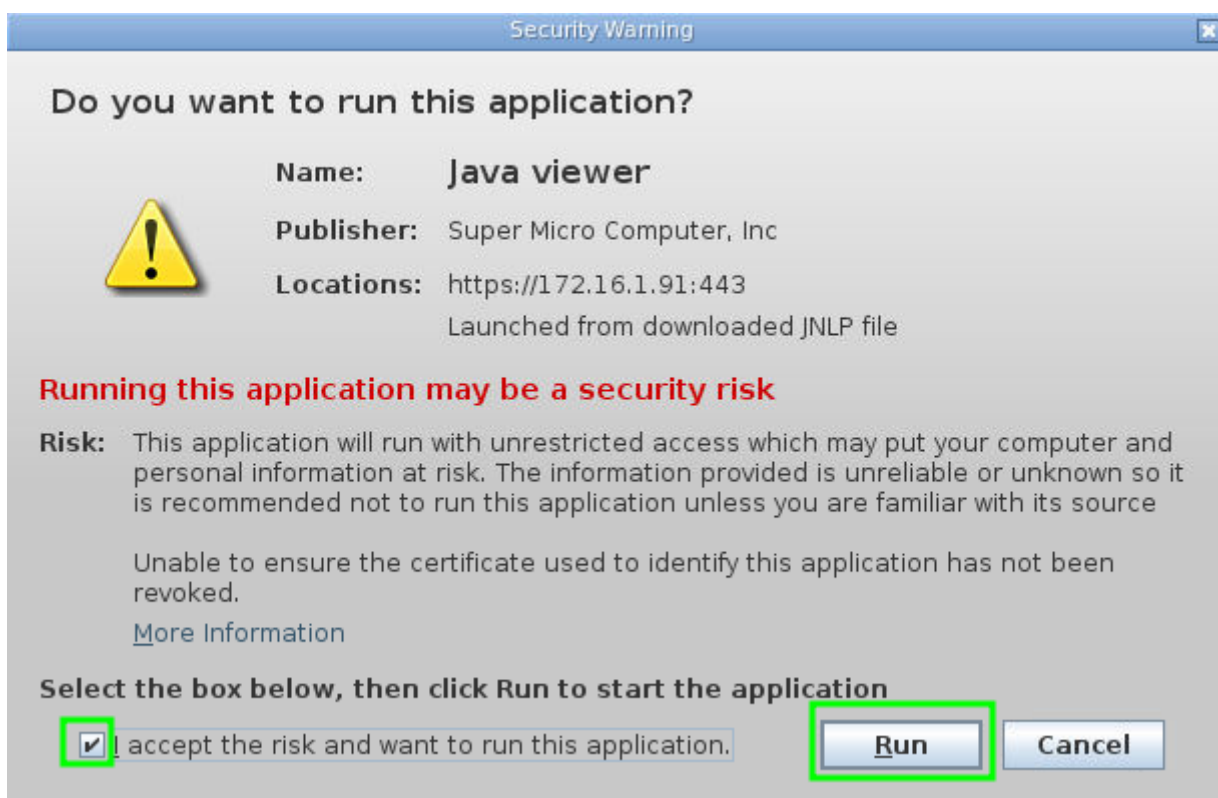 Security Warning
Do you want to run this application?
Name: Java viewer
Publisher: Super Micro Computer, Inc
Locations: https://172.16.1.91:443
Launched from downloaded JNLP file
Running this application may be a security risk
Risk: This application will run with unrestricted access which may put your computer and
personal information at risk. The information provided is unreliable or unknown so it
is recommended not to run this application unless you are familiar with its source
Unable to ensure the certificate used to identify this application has not been
revoked.
More Information
Select the box below, then click Run to start the application
I accept the risk and want to run this application. Run Cancel